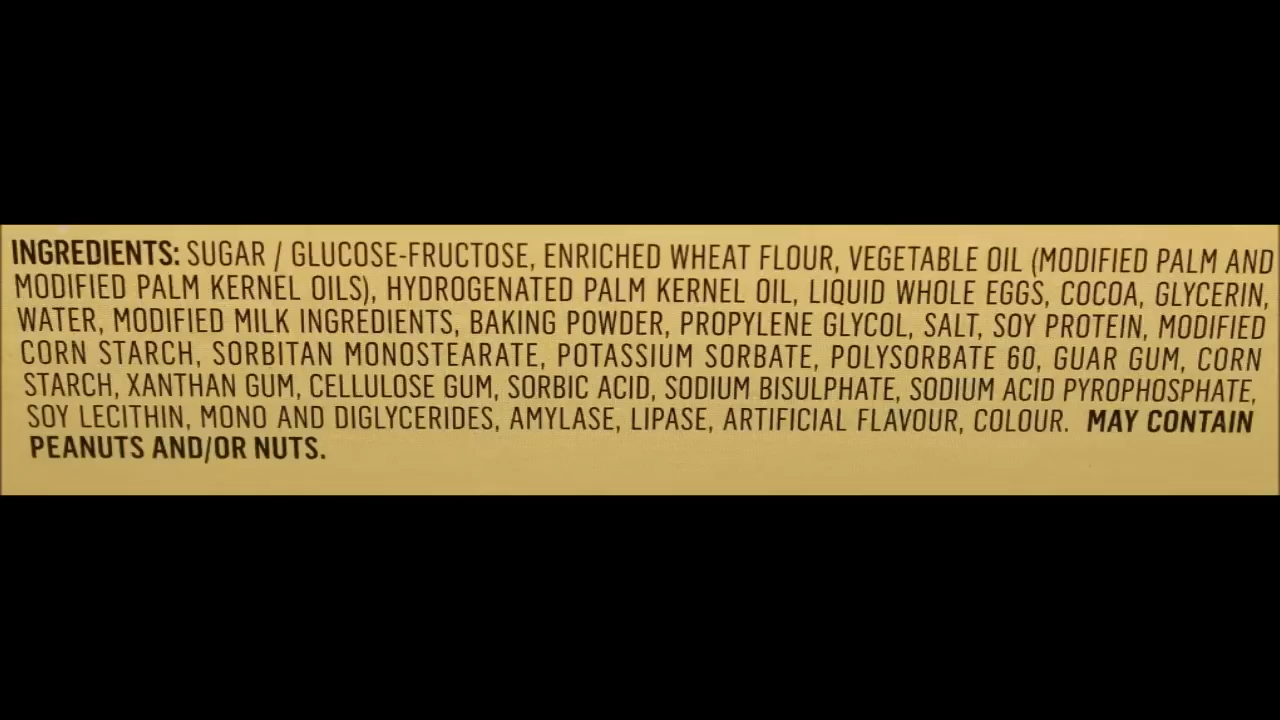 INGREDIENTS: SUGAR / GLUCOSE-FRUCTOSE, ENRICHED WHEAT FLOUR, VEGETABLE OIL (MODIFIED PALM AND
MODIFIED PALM KERNEL OILS), HYDROGENATED PALM KERNEL OIL, LIQUID WHOLE EGGS, COCOA, GLYCERIN,
WATER, MODIFIED MILK INGREDIENTS, BAKING POWDER, PROPYLENE GLYCOL, SALT, SOY PROTEIN, MODIFIED
CORN STARCH, SORBITAN MONOSTEARATE, POTASSIUM SORBATE, POLYSORBATE 60, GUAR GUM, CORN
STARCH, XANTHAN GUM, CELLULOSE GUM, SORBIC ACID, SODIUM BISULPHATE, SODIUM ACID PYROPHOSPHATE,
SOY LECITHIN, MONO AND DIGLYCERIDES, AMYLASE, LIPASE, ARTIFICIAL FLAVOUR, COLOUR. MAY CONTAIN
PEANUTS AND/OR NUTS.